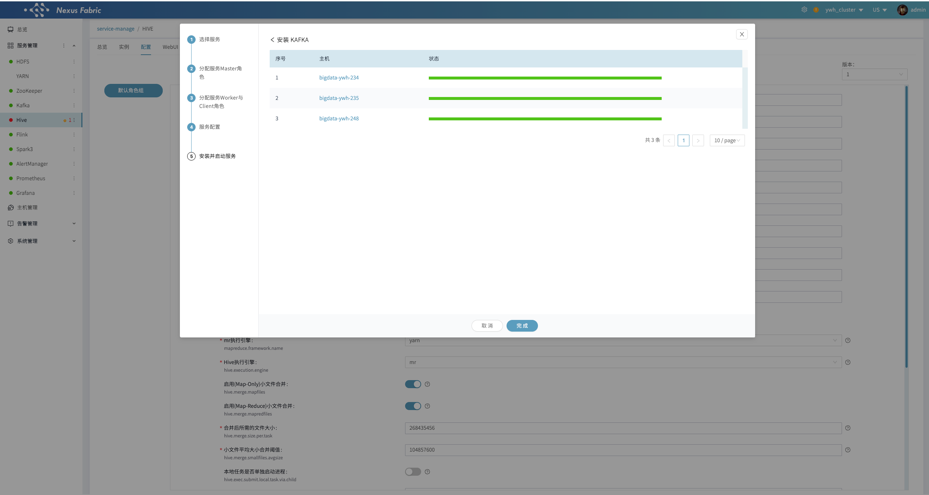 Nexus Fabric
ywk_cluster
US
admin
总览
服务管理
HDFS
YARN
ZooKeeper
Kafka
Hive
Flink
Spark3
AlertManager
Prometheus
Grafana
主机管理
告警管理
系统管理
service-manage / HIVE
总览 实例 配置 WebUI
默认角色组
版本：
1
1 选择服务
2 分配服务Master角
色
3 分配服务Worker与
Client角色
4 服务配置
5 安装并启动服务
安装 KAFKA
序号 主机 状态
1 bigdata-ywh-234
2 bigdata-ywh-235
3 bigdata-ywh-246
共 3 条 1 10 / page
取 消 完 成
* mr执行引擎：
mapreduce.framework.name
yarn
* Hive执行引擎：
hive.execution.engine
mr
启用(Map-Only)小文件合并：
hive.merge.mapfiles
启用(Map-Reduce)小文件合并：
hive.merge.mapredfiles
* 合并后所需的文件大小：
hive.merge.size.per.task
268435456
* 小文件平均大小合并阈值：
hive.merge.smallfiles.avgsize
104857600
本地任务是否单独启动进程：
hive.exec.submit.local.task.via.child